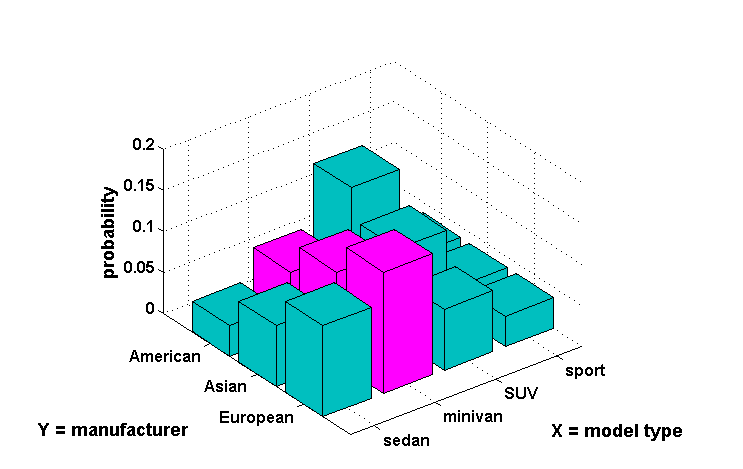 0.2
0.15
0.1
0.05
0
probability
American
Asian
European
Y = manufacturer
sedan
minivan
SUV
sport
X = model type